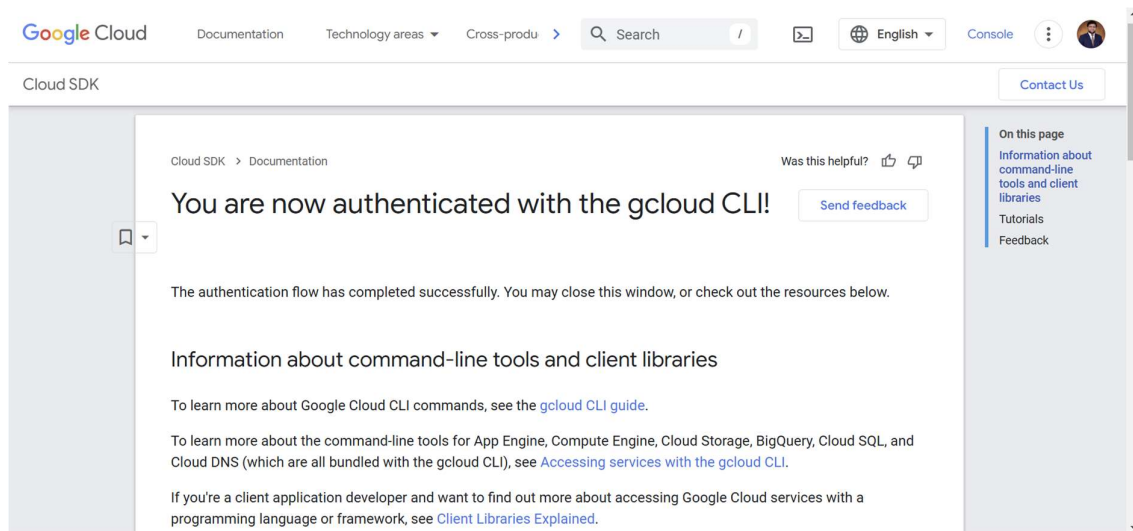 Google Cloud
Documentation
Technology areas
Cross-produ
Search
/
English
Console
Cloud SDK
Contact Us
Cloud SDK > Documentation
Was this helpful?
You are now authenticated with the gcloud CLI!
Send feedback
The authentication flow has completed successfully. You may close this window, or check out the resources below.
Information about command-line tools and client libraries
To learn more about Google Cloud CLI commands, see the gcloud CLI guide.
To learn more about the command-line tools for App Engine, Compute Engine, Cloud Storage, BigQuery, Cloud SQL, and
Cloud DNS (which are all bundled with the gcloud CLI), see Accessing services with the gcloud CLI.
If you're a client application developer and want to find out more about accessing Google Cloud services with a
programming language or framework, see Client Libraries Explained.
On this page
Information about
command-line
tools and client
libraries
Tutorials
Feedback